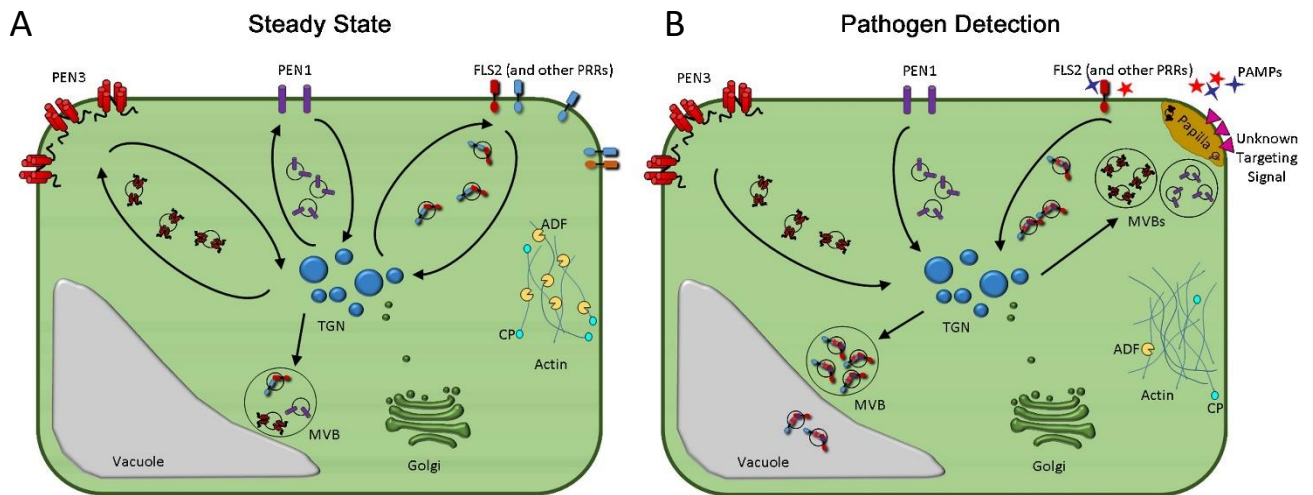 A
Steady State
PEN3
PEN1
FLS2 (and other PRRs)
ADF
TGN
CP
Actin
MVB
Golgi
Vacuole
B
Pathogen Detection
PEN3
PEN1
FLS2 (and other PRRs)
PAMPs
Papilla
Unknown
Targeting
Signal
MVBs
TGN
ADF
Actin
CP
MVB
Golgi
Vacuole